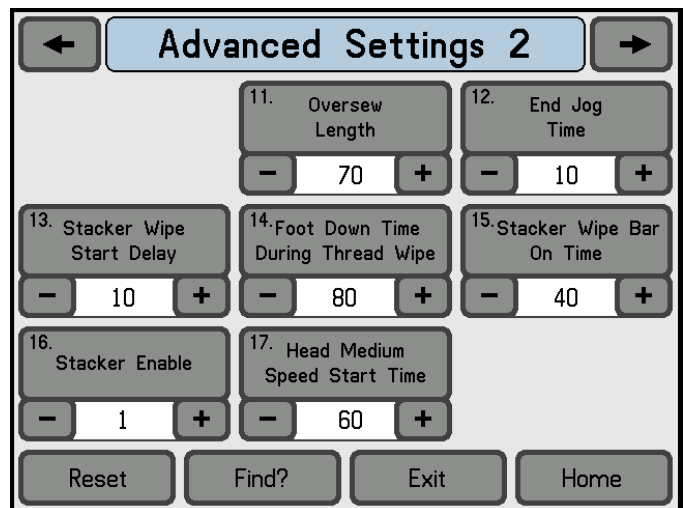 Advanced Settings 2
11. Oversew
Length
- 70 +
12. End Jog
Time
- 10 +
13. Stacker Wipe
Start Delay
- 10 +
14. Foot Down Time
During Thread Wipe
- 80 +
15. Stacker Wipe Bar
On Time
- 40 +
16. Stacker Enable
- 1 +
17. Head Medium
Speed Start Time
- 60 +
Reset Find? Exit Home